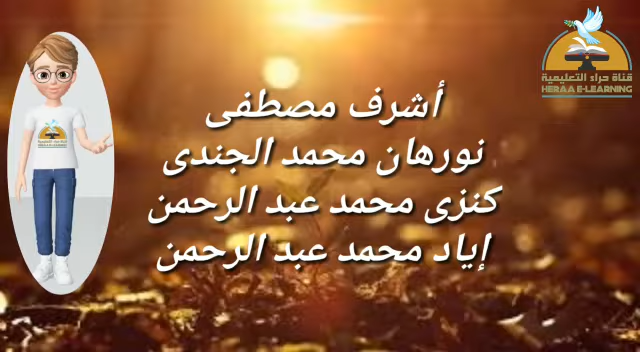 قناة حراء التعليمية
HERAA E-LEARNING
أشرف مصطفى
نورهان محمد الجندى
كنزى محمد عبد الرحمن
إياد محمد عبد الرحمن